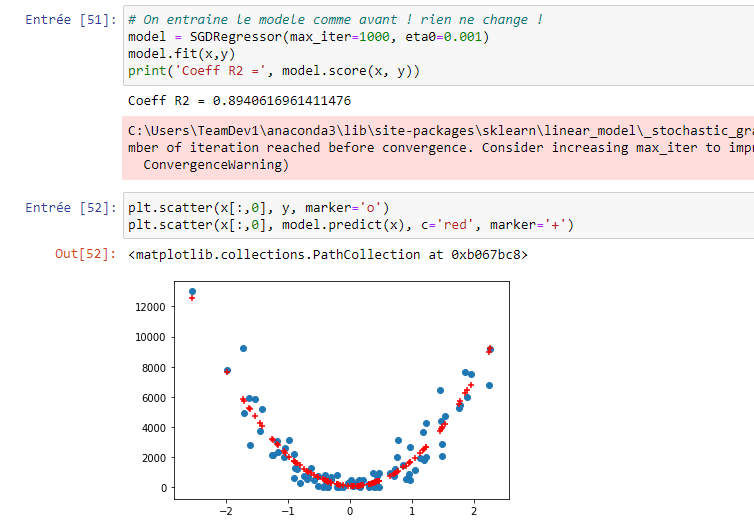 Entrée [51]: # On entraine le modele comme avant ! rien ne change !
model = SGDRegressor(max_iter=1000, eta0=0.001)
model.fit(x,y)
print('Coeff R2 =', model.score(x, y))
Coeff R2 = 0.8940616961411476
C:\Users\TeamDev1\anaconda3\lib\site-packages\sklearn\linear_model\_stochastic_gra
mber of iteration reached before convergence. Consider increasing max_iter to impr
ConvergenceWarning)
Entrée [52]: plt.scatter(x[:,0], y, marker='o')
plt.scatter(x[:,0], model.predict(x), c='red', marker='+')
Out[52]: <matplotlib.collections.PathCollection at 0xb067bc8>
12000
10000
8000
6000
4000
2000
0
−2 −1 0 1 2